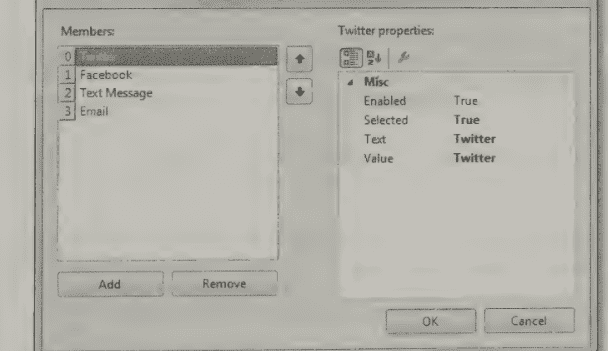 Members:
0 Twitter
1 Facebook
2 Text Message
3 Email
Add
Remove
Twitter properties:
Misc
Enabled True
Selected True
Text Twitter
Value Twitter
OK
Cancel